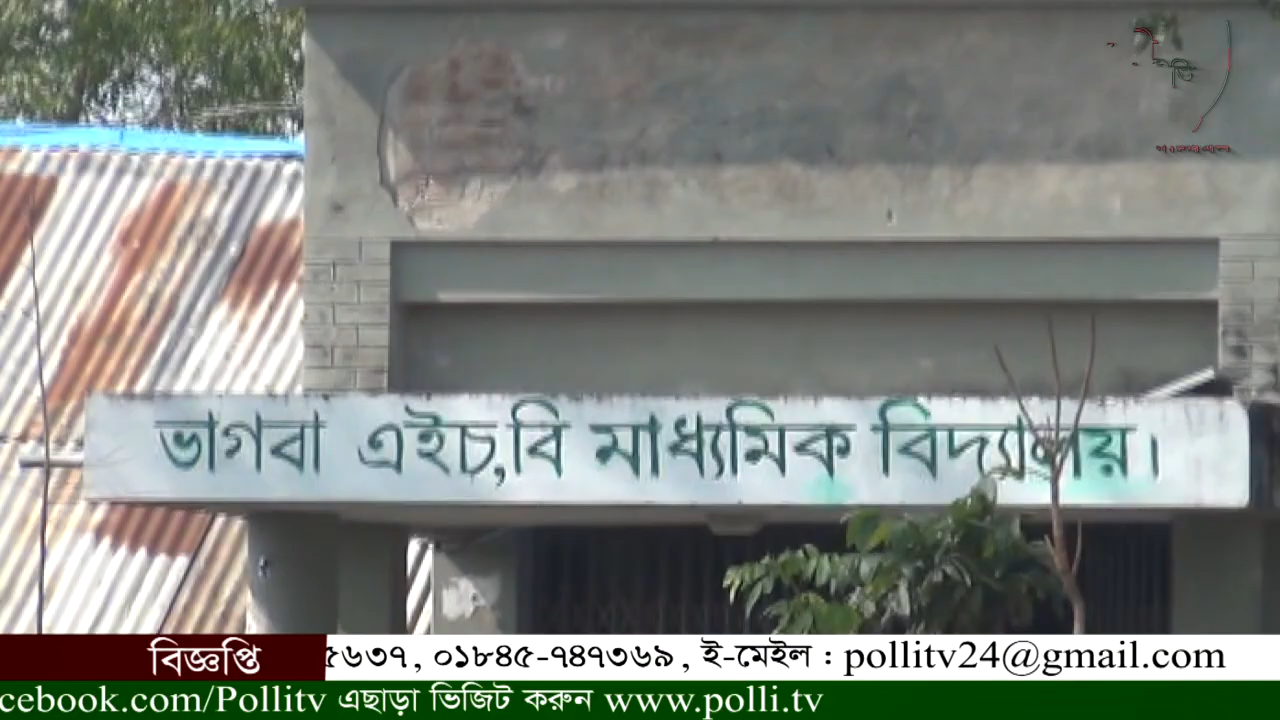 ভাগবা এইচ,বি মাধ্যমিক বিদ্যালয়।
বিজ্ঞপ্তি
৫৬৩৭, ০১৮৪৫-৭৪৭৩৬৯, ই-মেইল : pollitv24@gmail.com
cebook.com/Pollitv এছাড়া ভিজিট করুন www.polli.tv